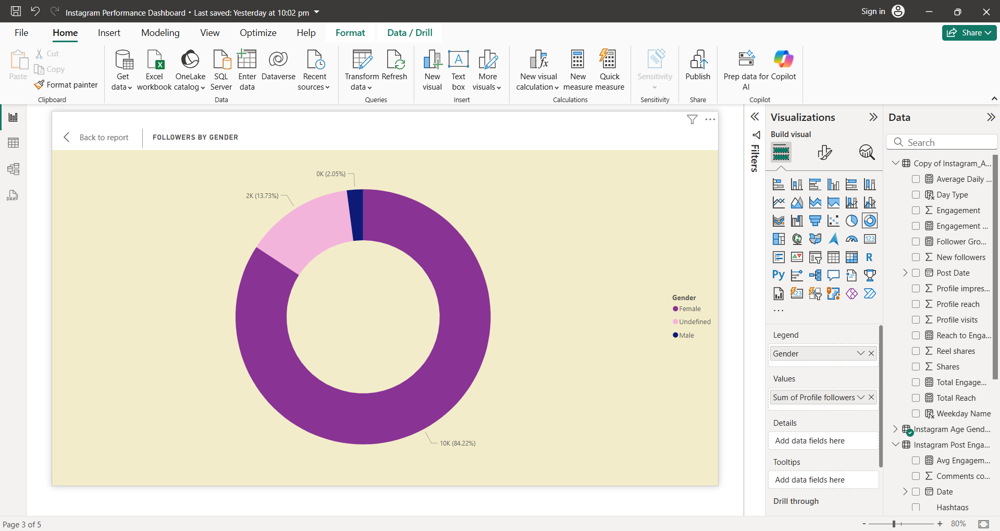 Instagram Performance Dashboard • Last saved: Yesterday at 10:02 pm
Sign in
File Home Insert Modeling View Optimize Help Format Data / Drill
Share
Paste
Cut
Copy
Format painter
Clipboard
Get data
Excel workbook
OneLake catalog
SQL Server
Enter data
Dataverse
Recent sources
Data
Transform data
Refresh
Queries
New visual
Text box
More visuals
Insert
New visual calculation
New measure
Quick measure
Calculations
Sensitivity
Sensitivity
Publish
Share
Prep data for AI
Copilot
Copilot
Back to report
FOLLOWERS BY GENDER
0K (2.05%)
2K (13.73%)
10K (84.22%)
Gender
Female
Undefined
Male
Filters
Visualizations
Build visual
Legend
Gender
Values
Sum of Profile followers
Details
Add data fields here
Tooltips
Add data fields here
Drill through
Data
Search
Copy of Instagram_A...
Average Daily ...
Day Type
Engagement
Engagement ...
Follower Gro...
New followers
Post Date
Profile impres...
Profile reach
Profile visits
Reach to Enga...
Reel shares
Shares
Total Engage...
Total Reach
Weekday Name
Instagram Age Gend...
Instagram Post Enga...
Avg Engagem...
Comments co...
Date
Hashtags
Page 3 of 5
- + 80%